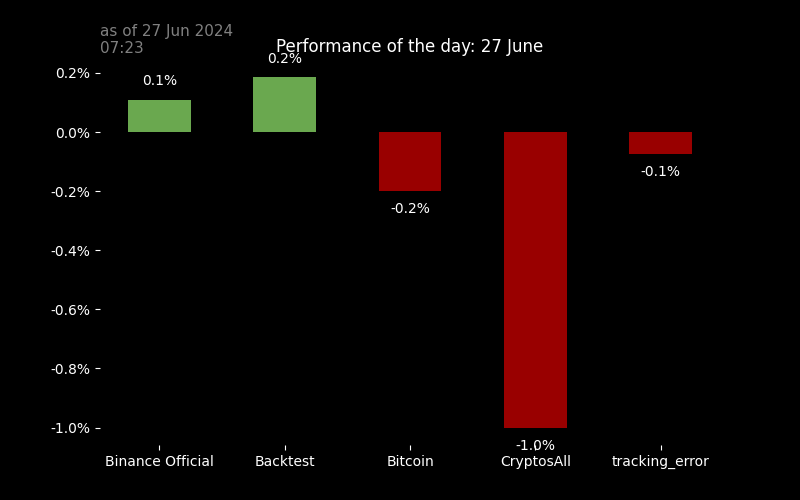 as of 27 Jun 2024
07:23
Performance of the day: 27 June
0.2%
0.0%
-0.2%
-0.4%
-0.6%
-0.8%
-1.0%
0.1%
0.2%
-0.2%
-1.0%
-0.1%
Binance Official
Backtest
Bitcoin
CryptosAll
tracking_error